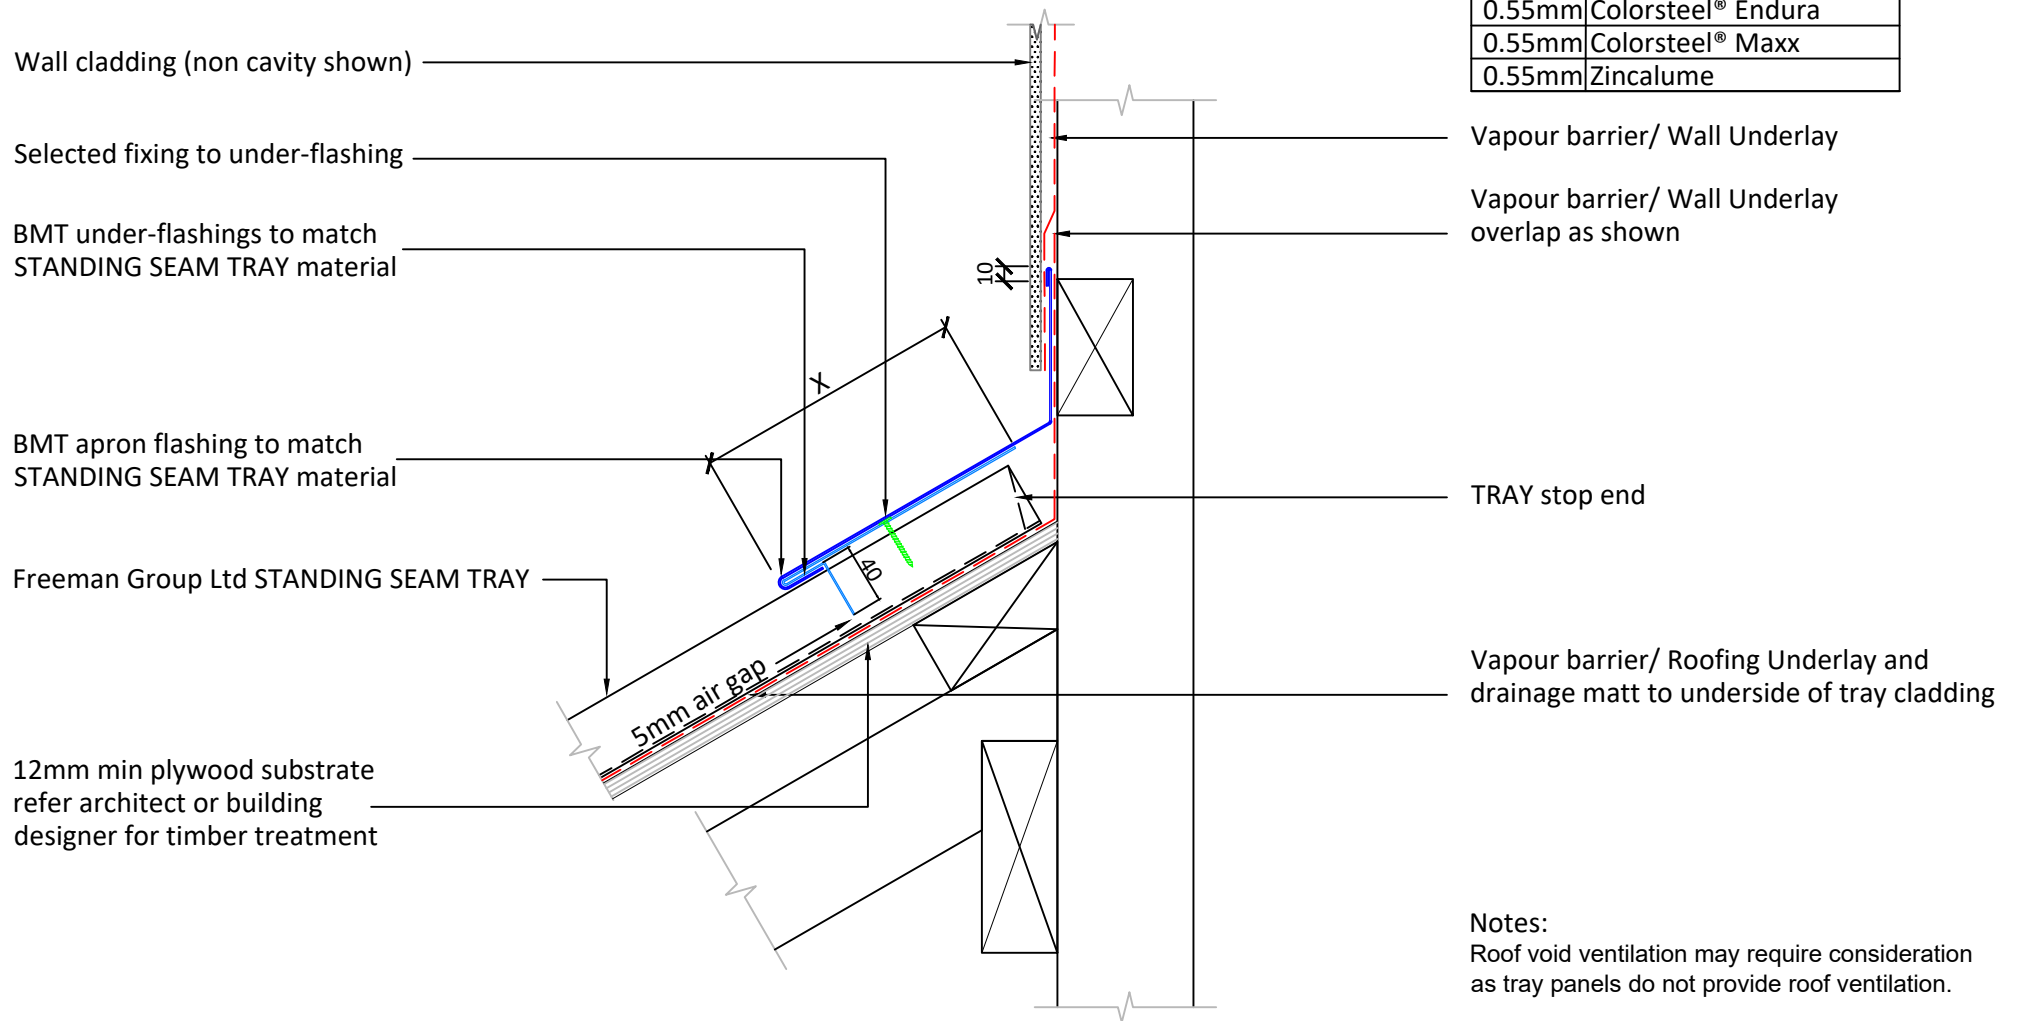 0.55mm Colorsteel® Endura
0.55mm Colorsteel® Maxx
0.55mm Zincalume
Wall cladding (non cavity shown)
Selected fixing to under-flashing
BMT under-flashings to match
STANDING SEAM TRAY material
BMT apron flashing to match
STANDING SEAM TRAY material
Freeman Group Ltd STANDING SEAM TRAY
12mm min plywood substrate
refer architect or building
designer for timber treatment
10
X
40
5mm air gap
Vapour barrier/ Wall Underlay
Vapour barrier/ Wall Underlay
overlap as shown
TRAY stop end
Vapour barrier/ Roofing Underlay and
drainage matt to underside of tray cladding
Notes:
Roof void ventilation may require consideration
as tray panels do not provide roof ventilation.